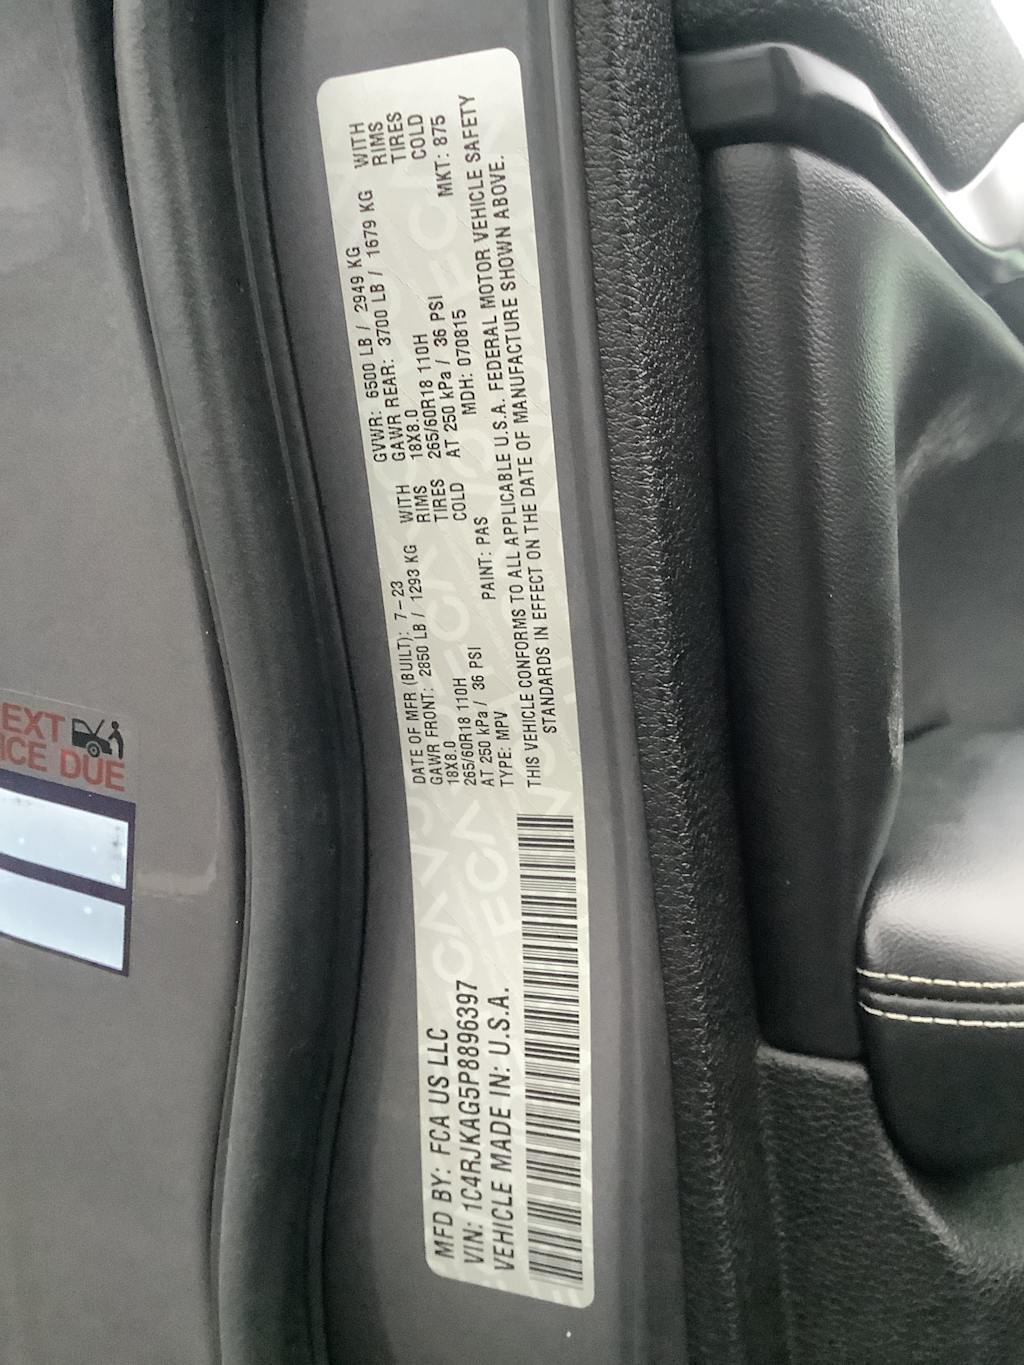 MFD BY: FCA US LLC
VIN: 1C4RJKAG5P8896397
VEHICLE MADE IN: U.S.A.
DATE OF MFR (BUILT): 7-23
GVWR: 6500 LB / 2949 KG
GAWR FRONT: 2850 LB / 1293 KG WITH
18X8.0 RIMS
265/60R18 110H TIRES
AT 250 kPa / 36 PSI COLD
GAWR REAR: 3700 LB / 1679 KG WITH
18X8.0 RIMS
265/60R18 110H TIRES
AT 250 kPa / 36 PSI COLD
TYPE: MPV PAINT: PAS MDH: 070815 MKT: 875
THIS VEHICLE CONFORMS TO ALL APPLICABLE U.S.A. FEDERAL MOTOR VEHICLE SAFETY
STANDARDS IN EFFECT ON THE DATE OF MANUFACTURE SHOWN ABOVE.
EXT
ICE DUE